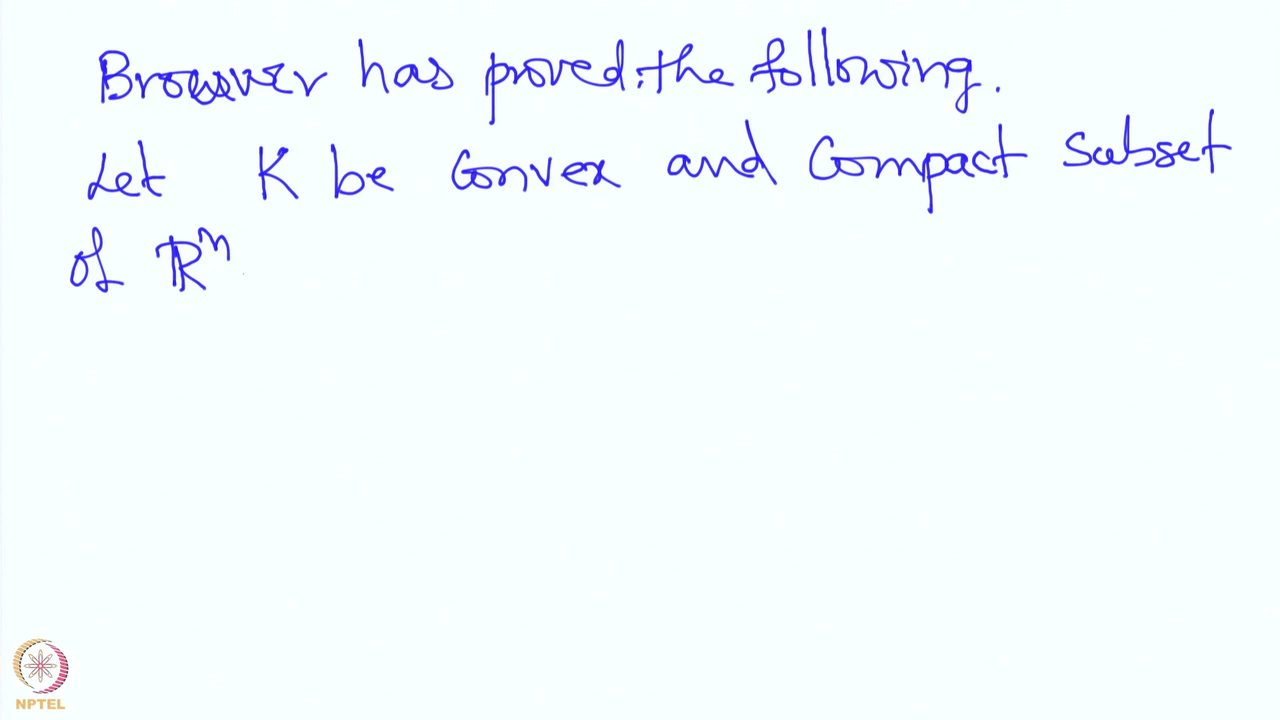 Brouwer has proved the following.
Let K be Convex and Compact subset
of ℝⁿ
NPTEL